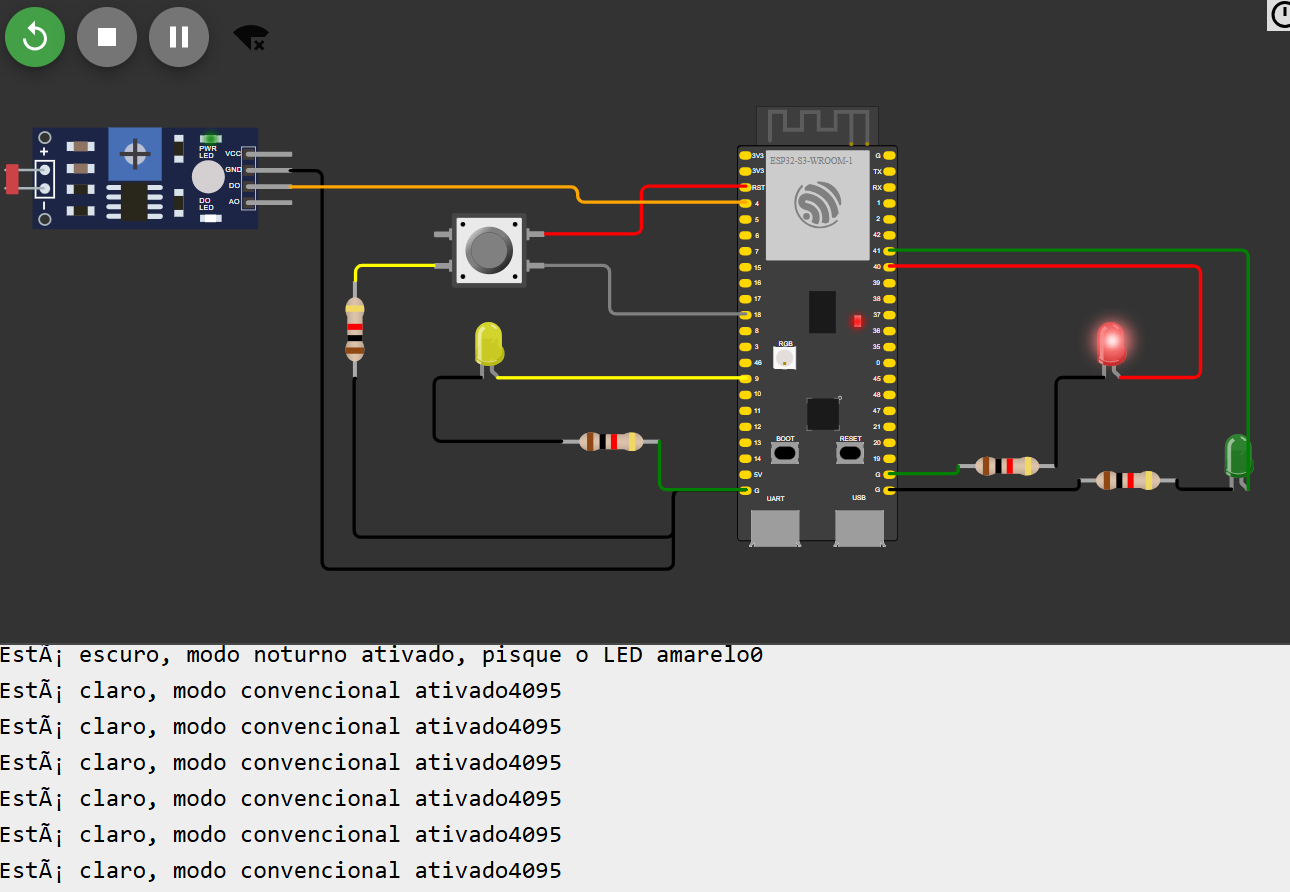 PWR
LED
VCC
GND
DO
AO
DO
LED
+
ESP32-S3-WROOM-1
3V3
3V3
RST
4
5
6
7
15
16
17
18
8
3
46
9
10
11
12
13
14
5V
G
G
TX
RX
1
2
42
41
40
39
38
37
36
35
0
45
48
47
21
20
19
G
G
RGB
BOOT
RESET
UART
USB
EstÃ¡ escuro, modo noturno ativado, pisque o LED amarelo0
EstÃ¡ claro, modo convencional ativado4095
EstÃ¡ claro, modo convencional ativado4095
EstÃ¡ claro, modo convencional ativado4095
EstÃ¡ claro, modo convencional ativado4095
EstÃ¡ claro, modo convencional ativado4095
EstÃ¡ claro, modo convencional ativado4095